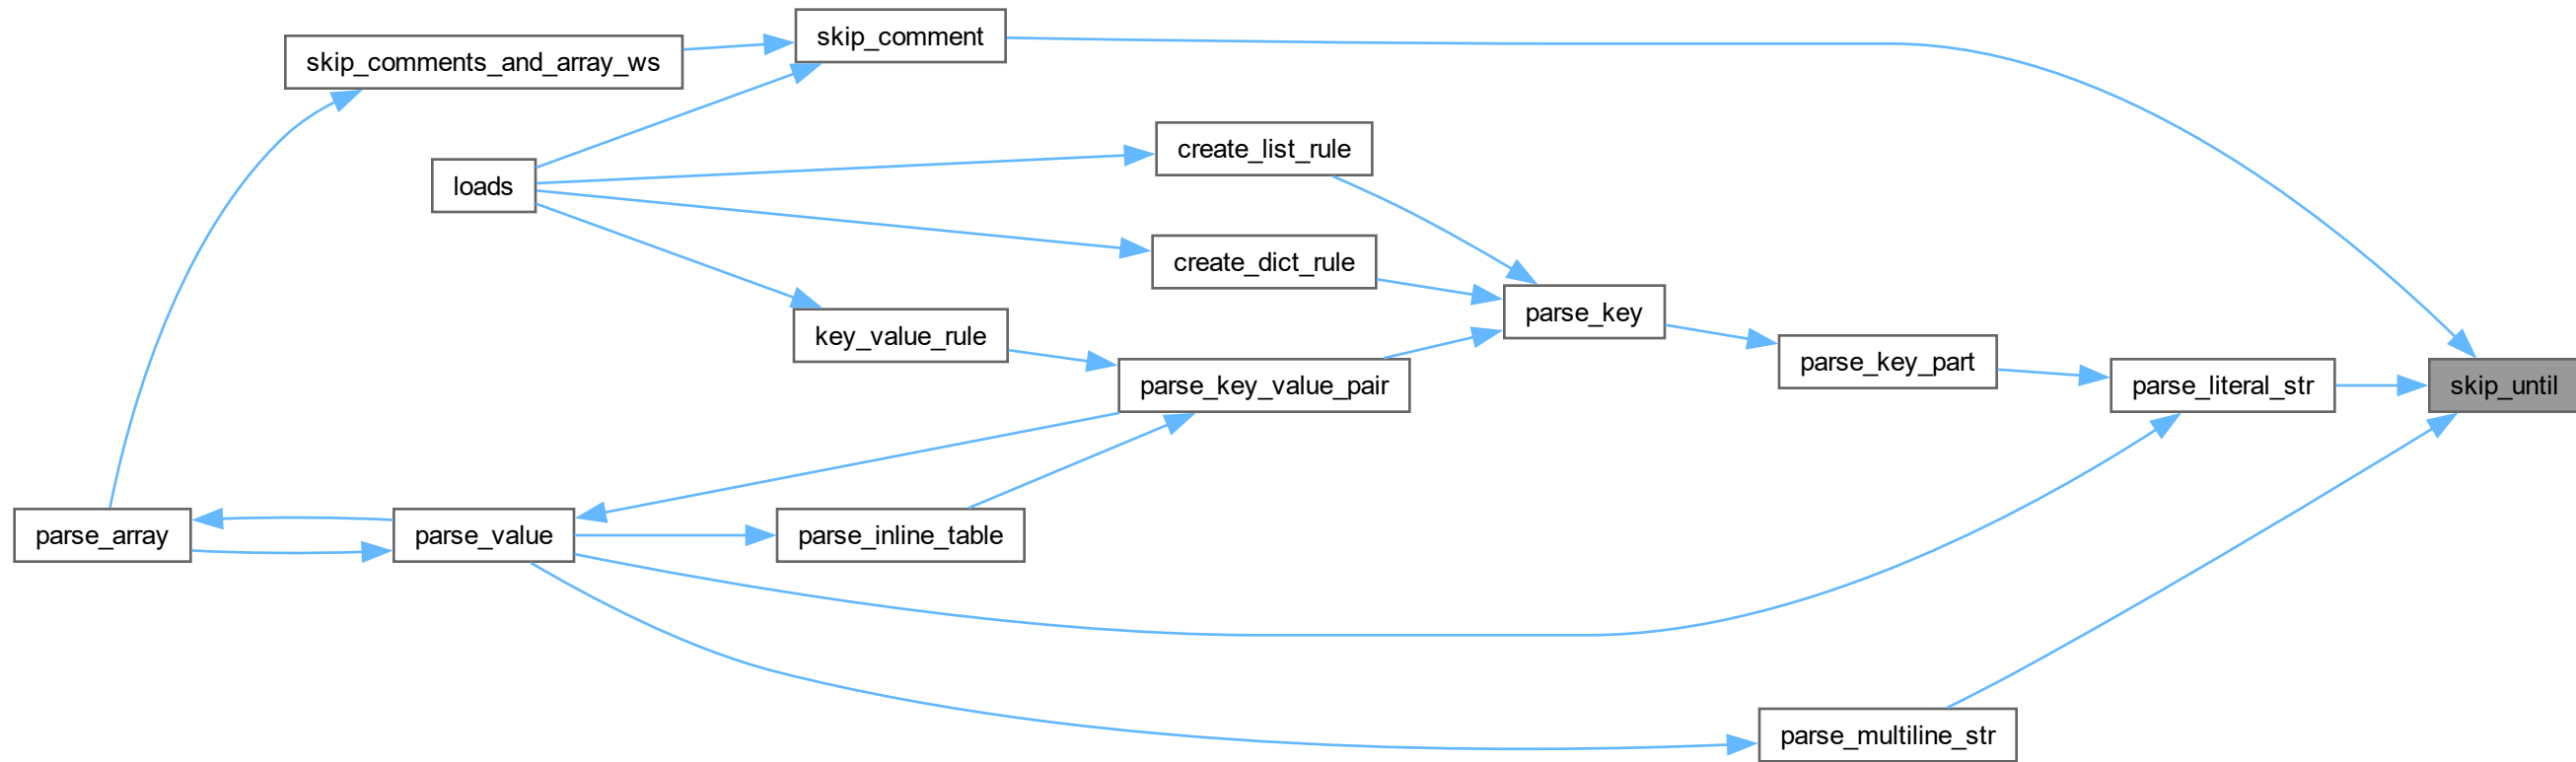 skip_comment
skip_comments_and_array_ws
create_list_rule
loads
create_dict_rule
parse_key
key_value_rule
parse_key_part
parse_key_value_pair
parse_literal_str
skip_until
parse_array
parse_value
parse_inline_table
parse_multiline_str